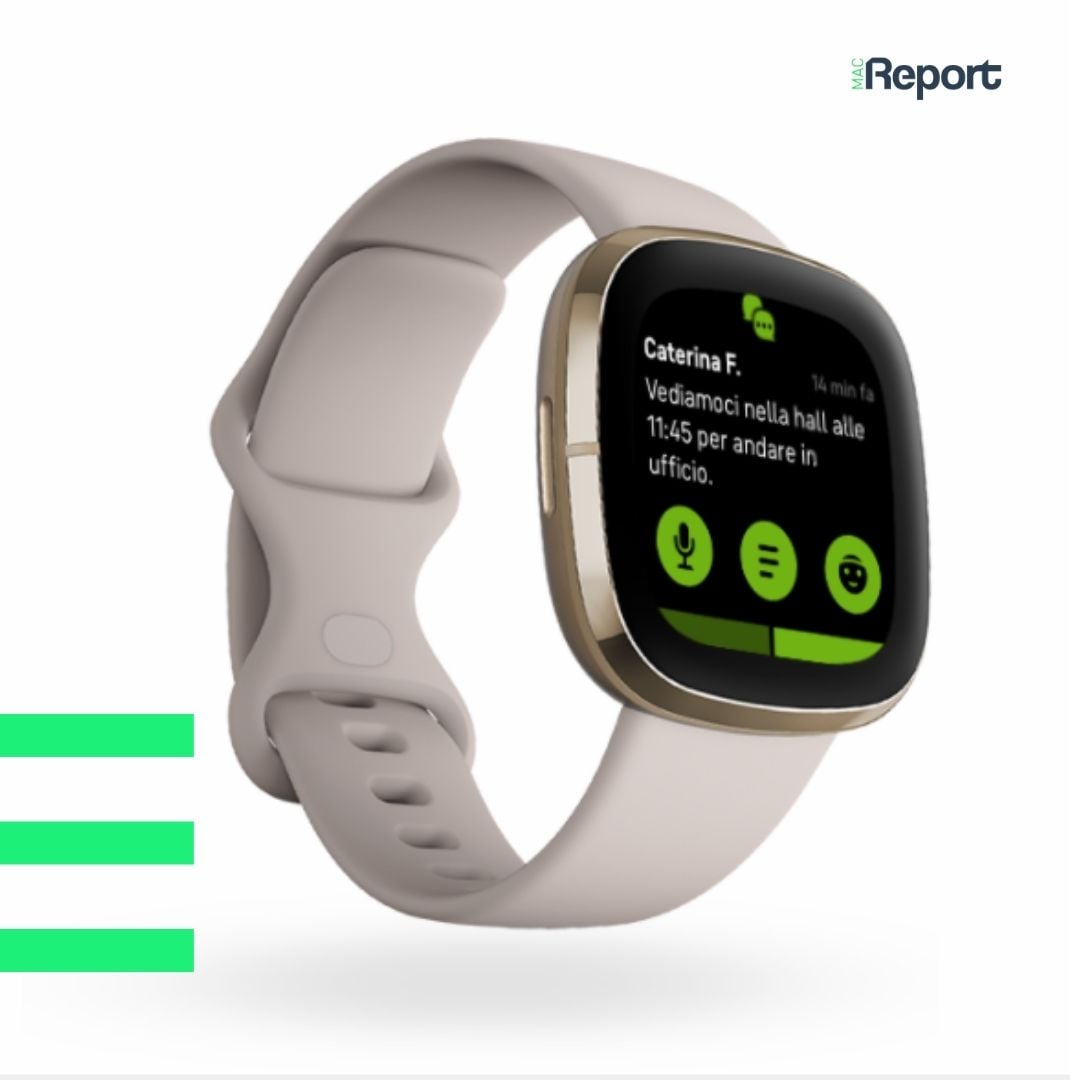 MAC Report
Caterina F.
14 min fa
Vediamoci nella hall alle
11:45 per andare in
ufficio.